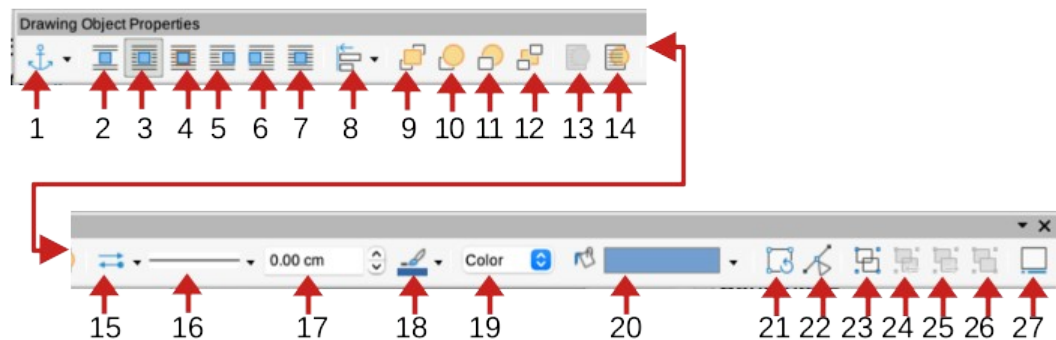 Drawing Object Properties
1 2 3 4 5 6 7 8 9 10 11 12 13 14
0.00 cm Color
15 16 17 18 19 20 21 22 23 24 25 26 27